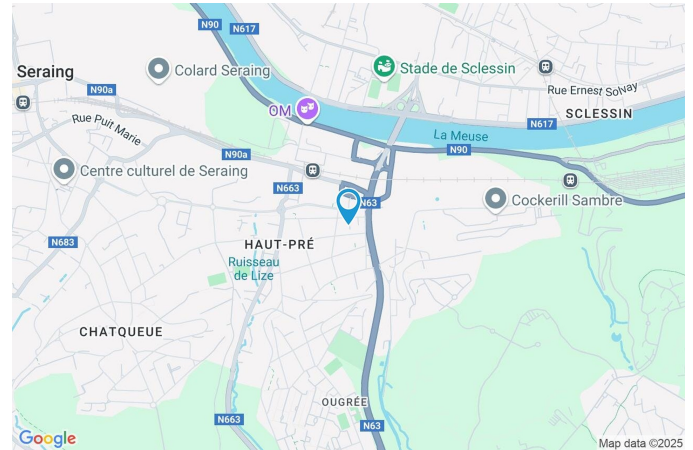 N90
N617
Seraing
Colard Seraing
Stade de Sclessin
Rue Ernest Solvay
N90a
OM
SCLESSIN
Rue Puit Marie
La Meuse
N617
N90a
N90
Centre culturel de Seraing
N663
N63
Cockerill Sambre
N683
HAUT-PRÉ
Ruisseau
de Lize
CHATQUEUE
OUGRÉE
N663
N63
Google
Map data ©2025